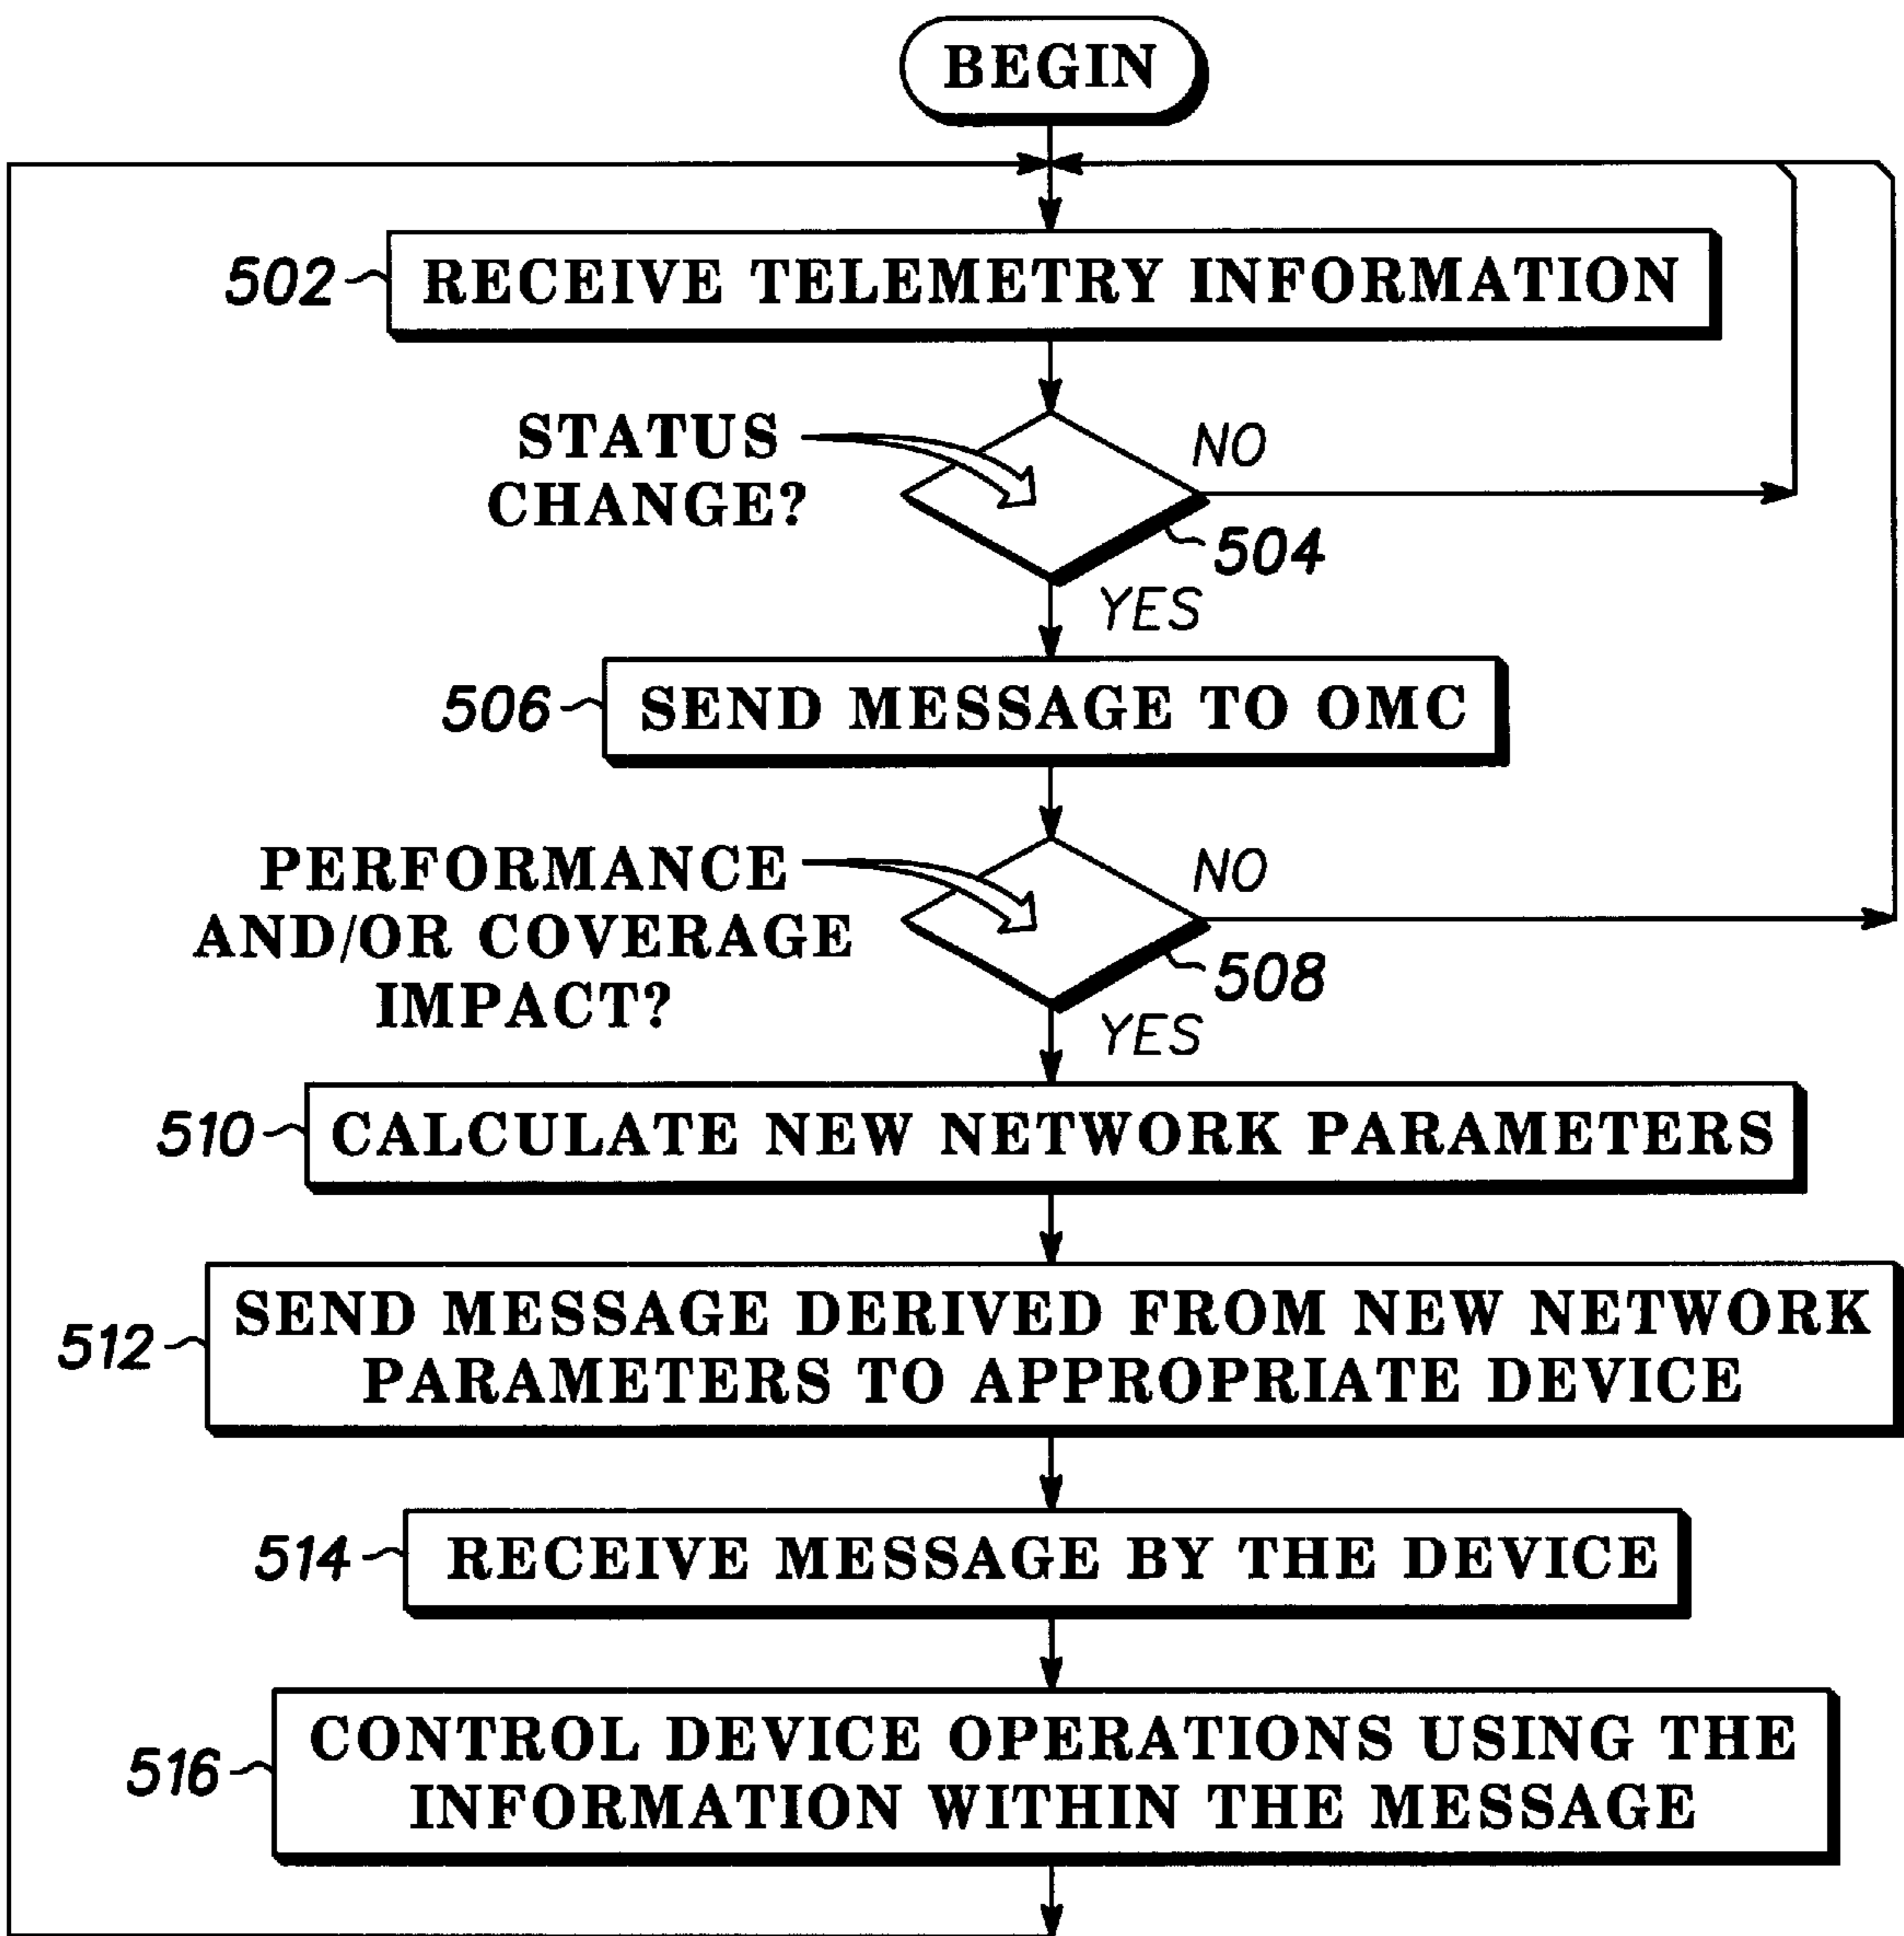 BEGIN
502
RECEIVE TELEMETRY INFORMATION
STATUS
CHANGE?
NO
504
YES
506
SEND MESSAGE TO OMC
PERFORMANCE
AND/OR COVERAGE
IMPACT?
NO
508
YES
510
CALCULATE NEW NETWORK PARAMETERS
512
SEND MESSAGE DERIVED FROM NEW NETWORK
PARAMETERS TO APPROPRIATE DEVICE
514
RECEIVE MESSAGE BY THE DEVICE
516
CONTROL DEVICE OPERATIONS USING THE
INFORMATION WITHIN THE MESSAGE